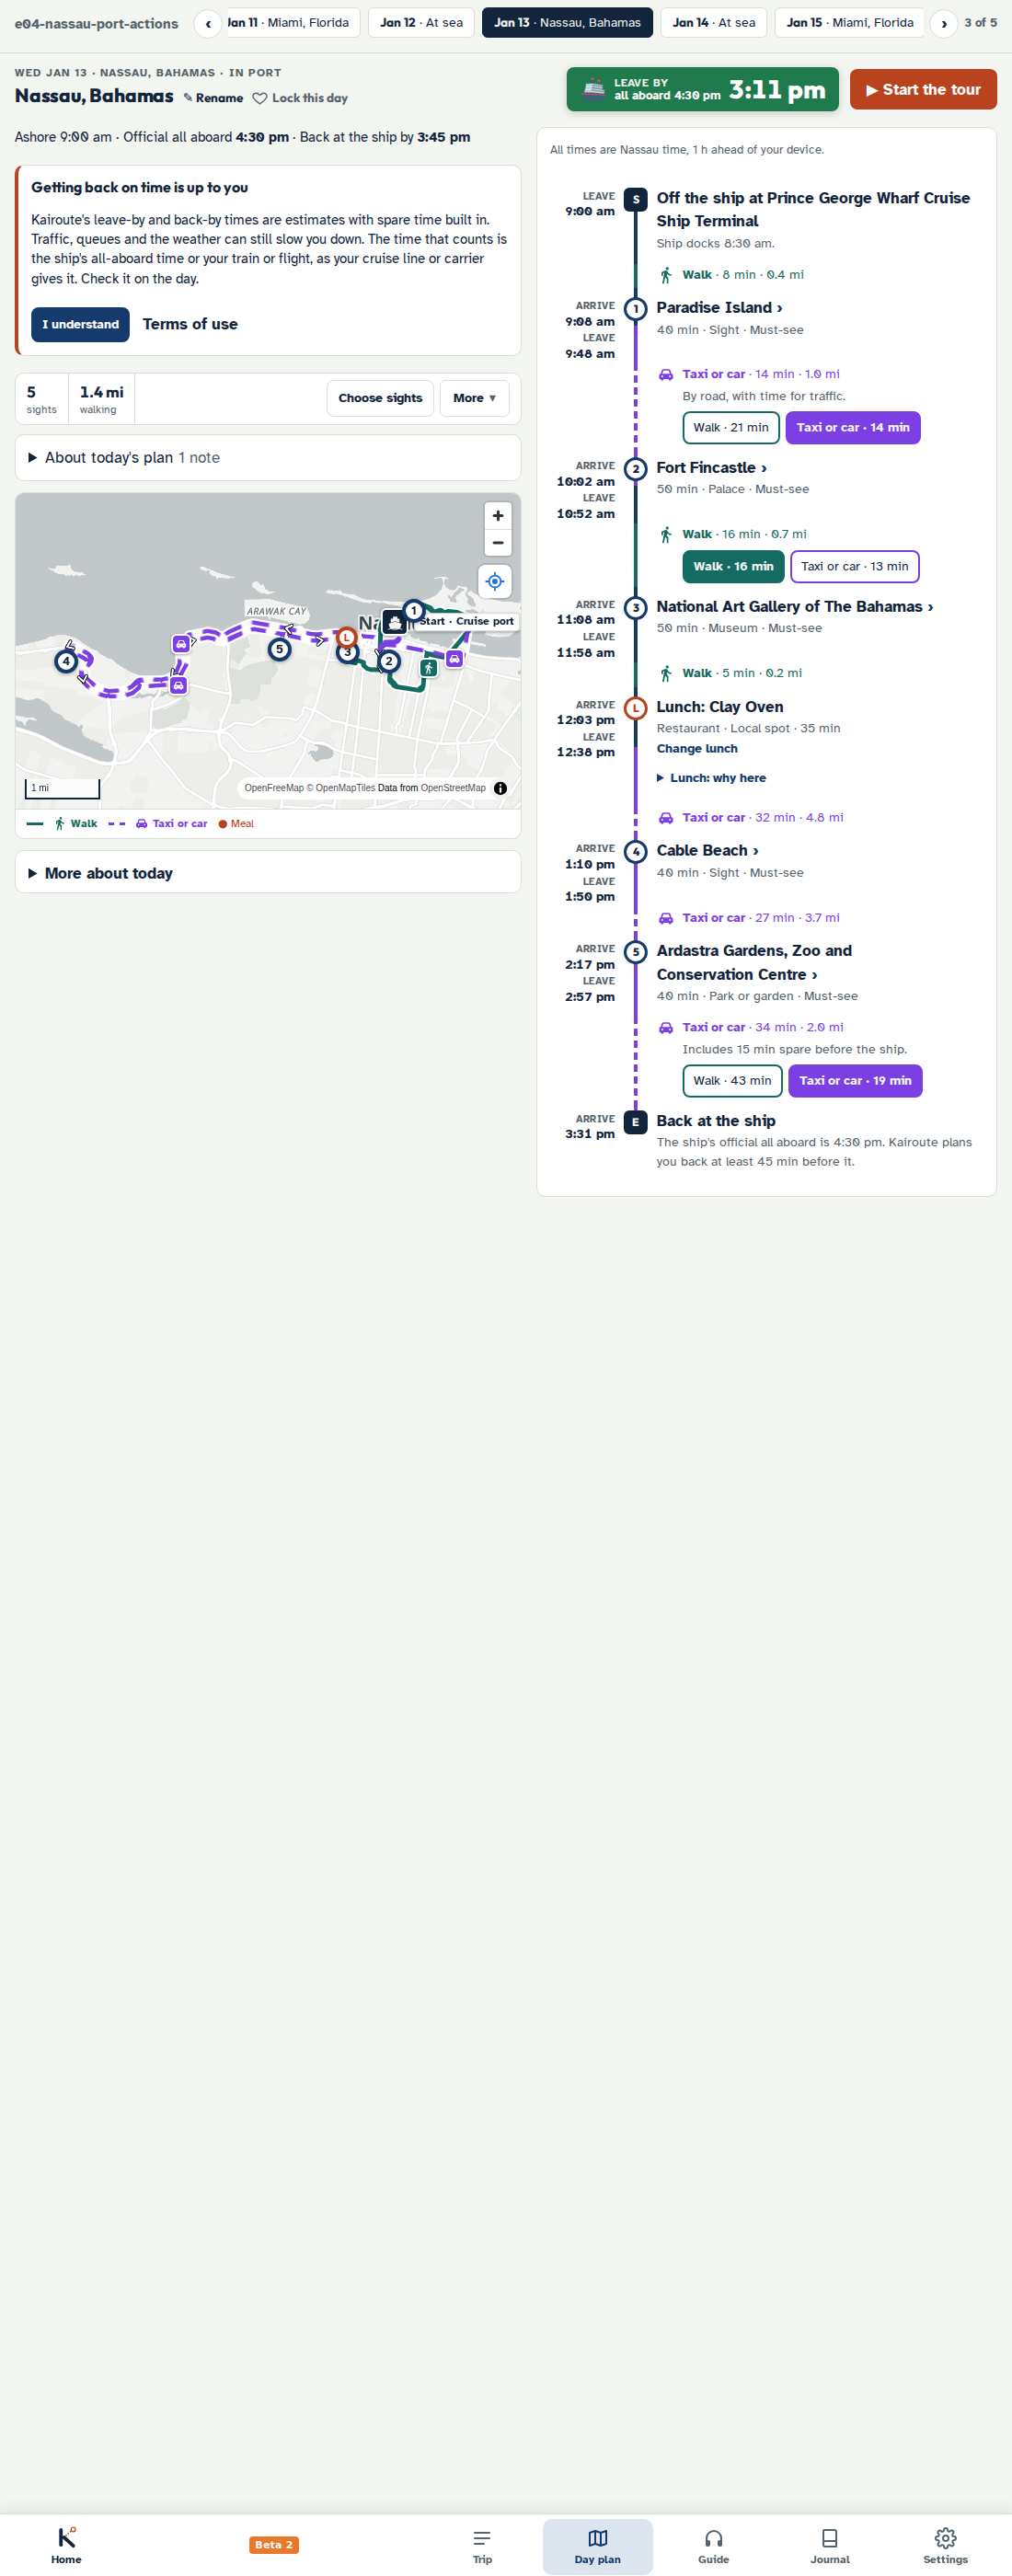 e04-nassau-port-actions
‹
Jan 11 · Miami, Florida
Jan 12 · At sea
Jan 13 · Nassau, Bahamas
Jan 14 · At sea
Jan 15 · Miami, Florida
›
3 of 5
WED JAN 13 · NASSAU, BAHAMAS · IN PORT
Nassau, Bahamas
✎ Rename
Lock this day
LEAVE BY
all aboard 4:30 pm
3:11 pm
▶ Start the tour
Ashore 9:00 am · Official all aboard 4:30 pm · Back at the ship by 3:45 pm
Getting back on time is up to you
Kairoute's leave-by and back-by times are estimates with spare time built in.
Traffic, queues and the weather can still slow you down. The time that counts is
the ship's all-aboard time or your train or flight, as your cruise line or carrier
gives it. Check it on the day.
I understand
Terms of use
5
sights
1.4 mi
walking
Choose sights
More ▼
▶ About today's plan 1 note
+
−
ARAWAK CAY
Na
Start · Cruise port
1
2
3
4
5
L
1 mi
OpenFreeMap © OpenMapTiles Data from OpenStreetMap
Walk
Taxi or car
Meal
▶ More about today
All times are Nassau time, 1 h ahead of your device.
LEAVE
9:00 am
S
Off the ship at Prince George Wharf Cruise
Ship Terminal
Ship docks 8:30 am.
Walk · 8 min · 0.4 mi
ARRIVE
9:08 am
LEAVE
9:48 am
1
Paradise Island ›
40 min · Sight · Must-see
Taxi or car · 14 min · 1.0 mi
By road, with time for traffic.
Walk · 21 min
Taxi or car · 14 min
ARRIVE
10:02 am
LEAVE
10:52 am
2
Fort Fincastle ›
50 min · Palace · Must-see
Walk · 16 min · 0.7 mi
Walk · 16 min
Taxi or car · 13 min
ARRIVE
11:08 am
LEAVE
11:58 am
3
National Art Gallery of The Bahamas ›
50 min · Museum · Must-see
Walk · 5 min · 0.2 mi
ARRIVE
12:03 pm
LEAVE
12:38 pm
L
Lunch: Clay Oven
Restaurant · Local spot · 35 min
Change lunch
▶ Lunch: why here
Taxi or car · 32 min · 4.8 mi
ARRIVE
1:10 pm
LEAVE
1:50 pm
4
Cable Beach ›
40 min · Sight · Must-see
Taxi or car · 27 min · 3.7 mi
ARRIVE
2:17 pm
LEAVE
2:57 pm
5
Ardastra Gardens, Zoo and
Conservation Centre ›
40 min · Park or garden · Must-see
Taxi or car · 34 min · 2.0 mi
Includes 15 min spare before the ship.
Walk · 43 min
Taxi or car · 19 min
ARRIVE
3:31 pm
E
Back at the ship
The ship's official all aboard is 4:30 pm. Kairoute plans
you back at least 45 min before it.
Home
Beta 2
Trip
Day plan
Guide
Journal
Settings